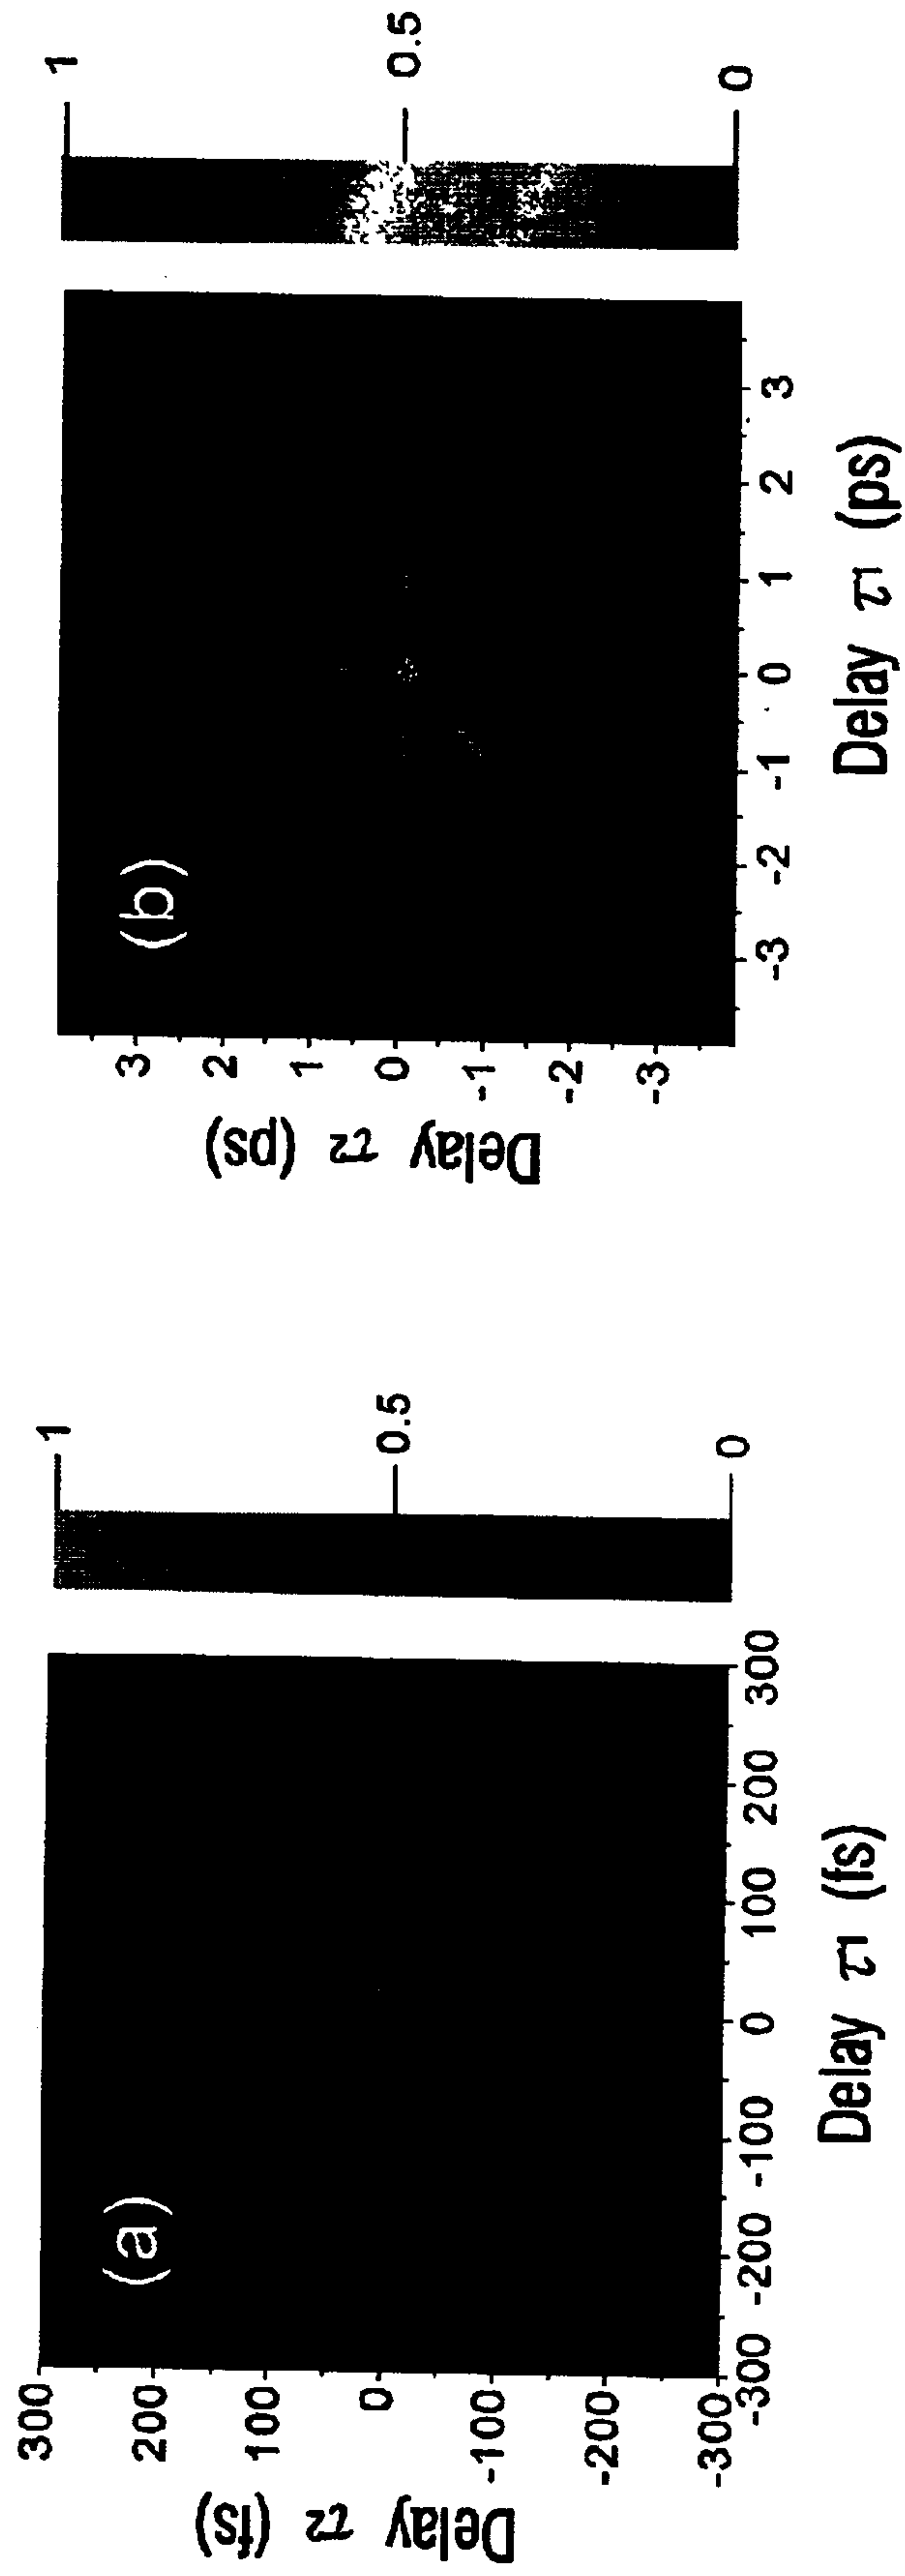 (a)
300
200
100
0
-100
-200
-300
Delay τ2 (fs)
-300 -200 -100 0 100 200 300
Delay τ1 (fs)
1
0.5
0
(b)
3
2
1
0
-1
-2
-3
Delay τ2 (ps)
-3 -2 -1 0 1 2 3
Delay τ1 (ps)
1
0.5
0